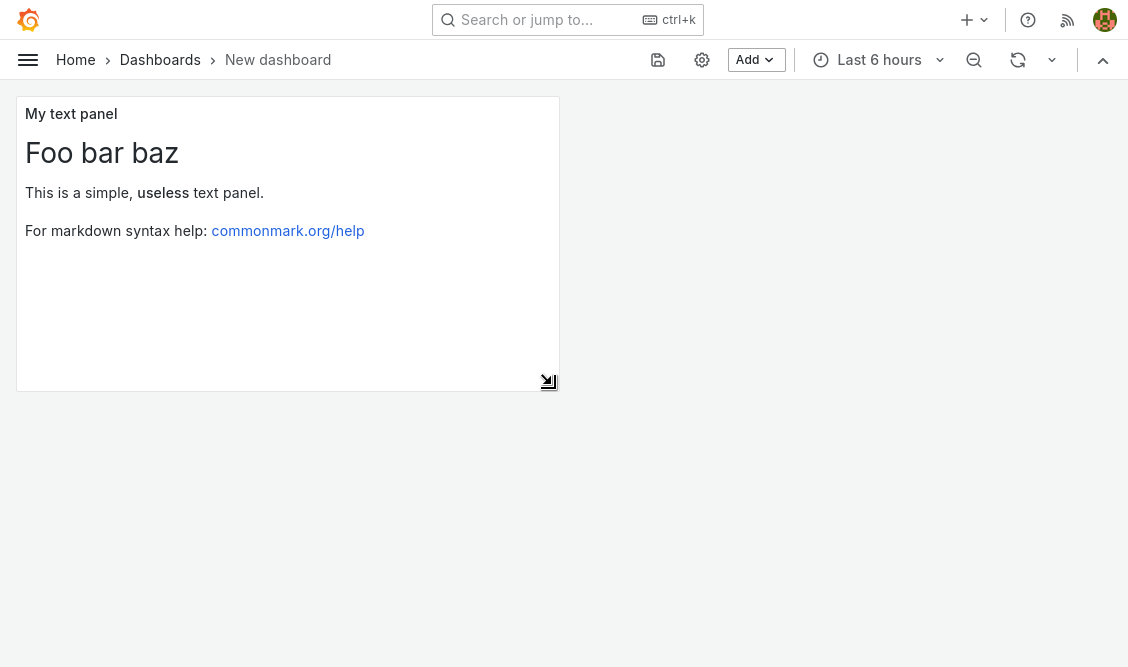 Search or jump to... ctrl+k
Home Dashboards New dashboard Add Last 6 hours
My text panel
Foo bar baz
This is a simple, useless text panel.
For markdown syntax help: commonmark.org/help